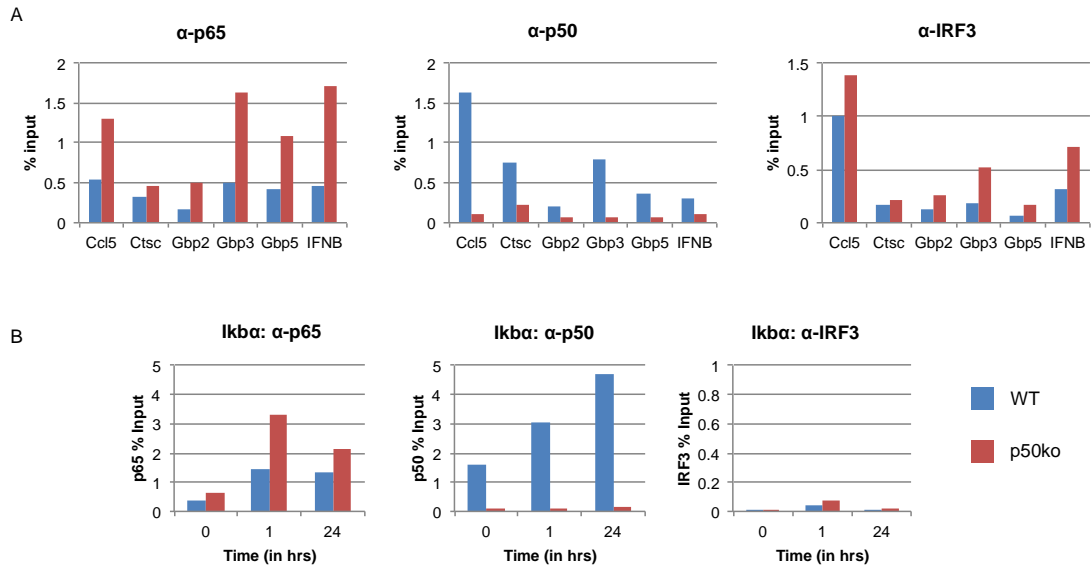 A
α-p65
α-p50
α-IRF3
% input
2
1.5
1
0.5
0
Ccl5 Ctsc Gbp2 Gbp3 Gbp5 IFNB
% input
2
1.5
1
0.5
0
Ccl5 Ctsc Gbp2 Gbp3 Gbp5 IFNB
% input
1.5
1
0.5
0
Ccl5 Ctsc Gbp2 Gbp3 Gbp5 IFNB
B
Ikbα: α-p65
Ikbα: α-p50
Ikbα: α-IRF3
p65 % Input
5
4
3
2
1
0
0 1 24
Time (in hrs)
p50 % Input
5
4
3
2
1
0
0 1 24
Time (in hrs)
IRF3 % Input
1
0.8
0.6
0.4
0.2
0
0 1 24
Time (in hrs)
WT
p50ko